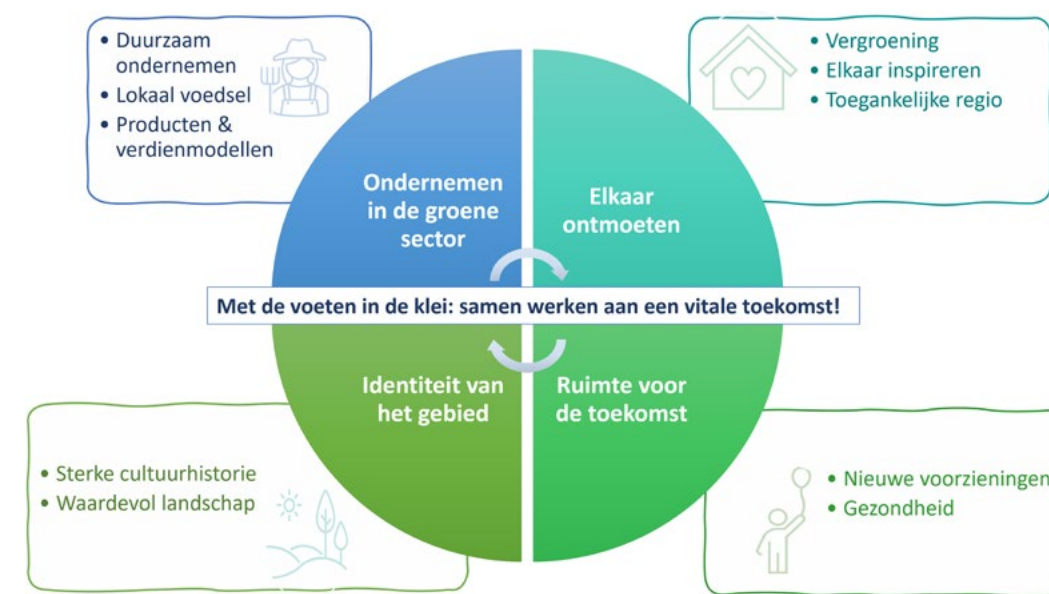 • Duurzaam
ondernemen
• Lokaal voedsel
• Producten &
verdienmodellen
• Vergroening
• Elkaar inspireren
• Toegankelijke regio
Ondernemen
in de groene
sector
Elkaar
ontmoeten
Met de voeten in de klei: samen werken aan een vitale toekomst!
Identiteit van
het gebied
Ruimte voor
de toekomst
• Sterke cultuurhistorie
• Waardevol landschap
• Nieuwe voorzieningen
• Gezondheid